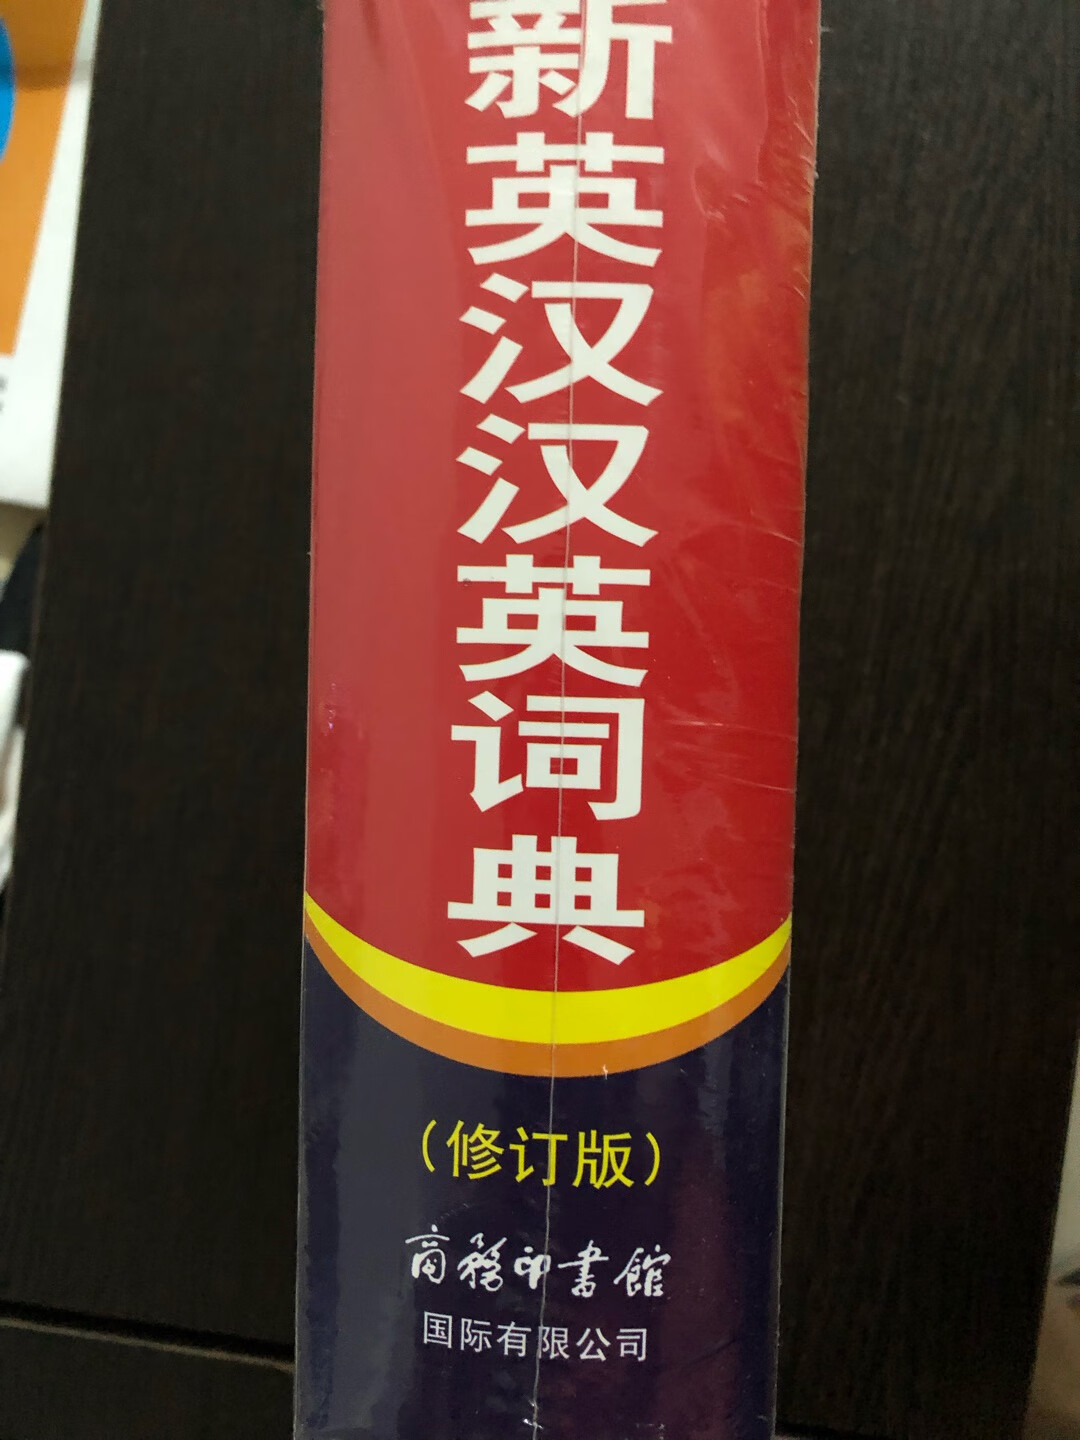 新英汉汉英词典
（修订版）
商務印書館
国际有限公司